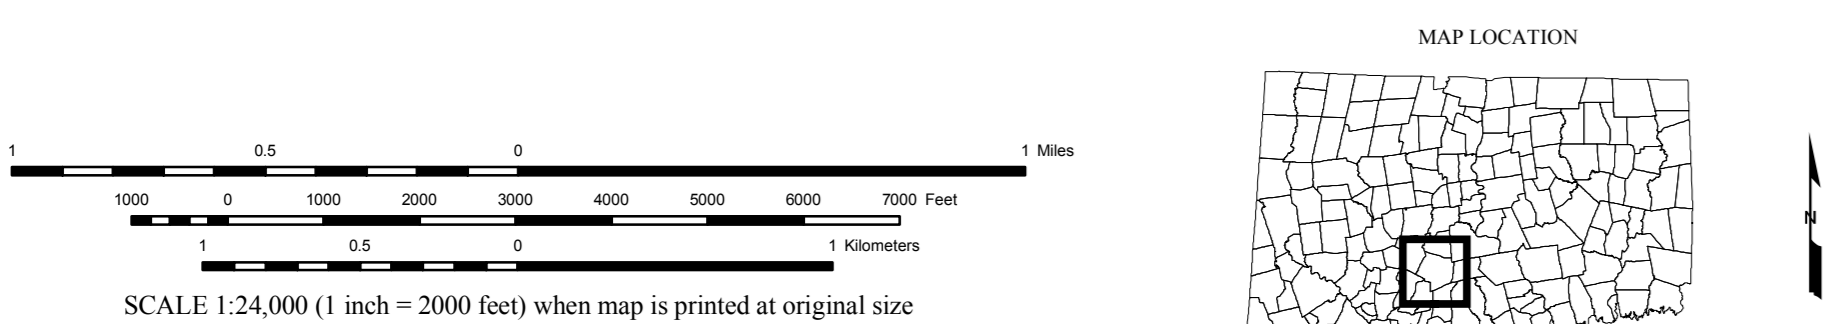 MAP LOCATION
1 0.5 0 1 Miles
1000 0 1000 2000 3000 4000 5000 6000 7000 Feet
1 0.5 0 1 Kilometers
SCALE 1:24,000 (1 inch = 2000 feet) when map is printed at original size
N